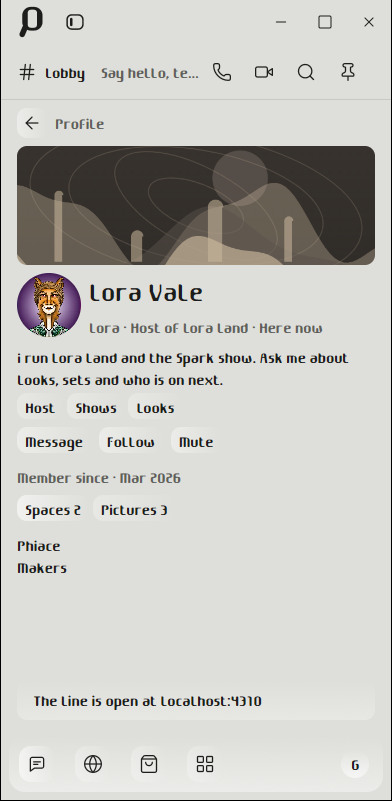 # Lobby Say hello, te...
Profile
Lora Vale
Lora · Host of Lora Land · Here now
i run Lora Land and the Spark show. Ask me about
Looks, sets and who is on next.
Host Shows Looks
Message Follow Mute
Member since · Mar 2026
Spaces 2 Pictures 3
Phiace
Makers
The Line is open at localhost:4310
6